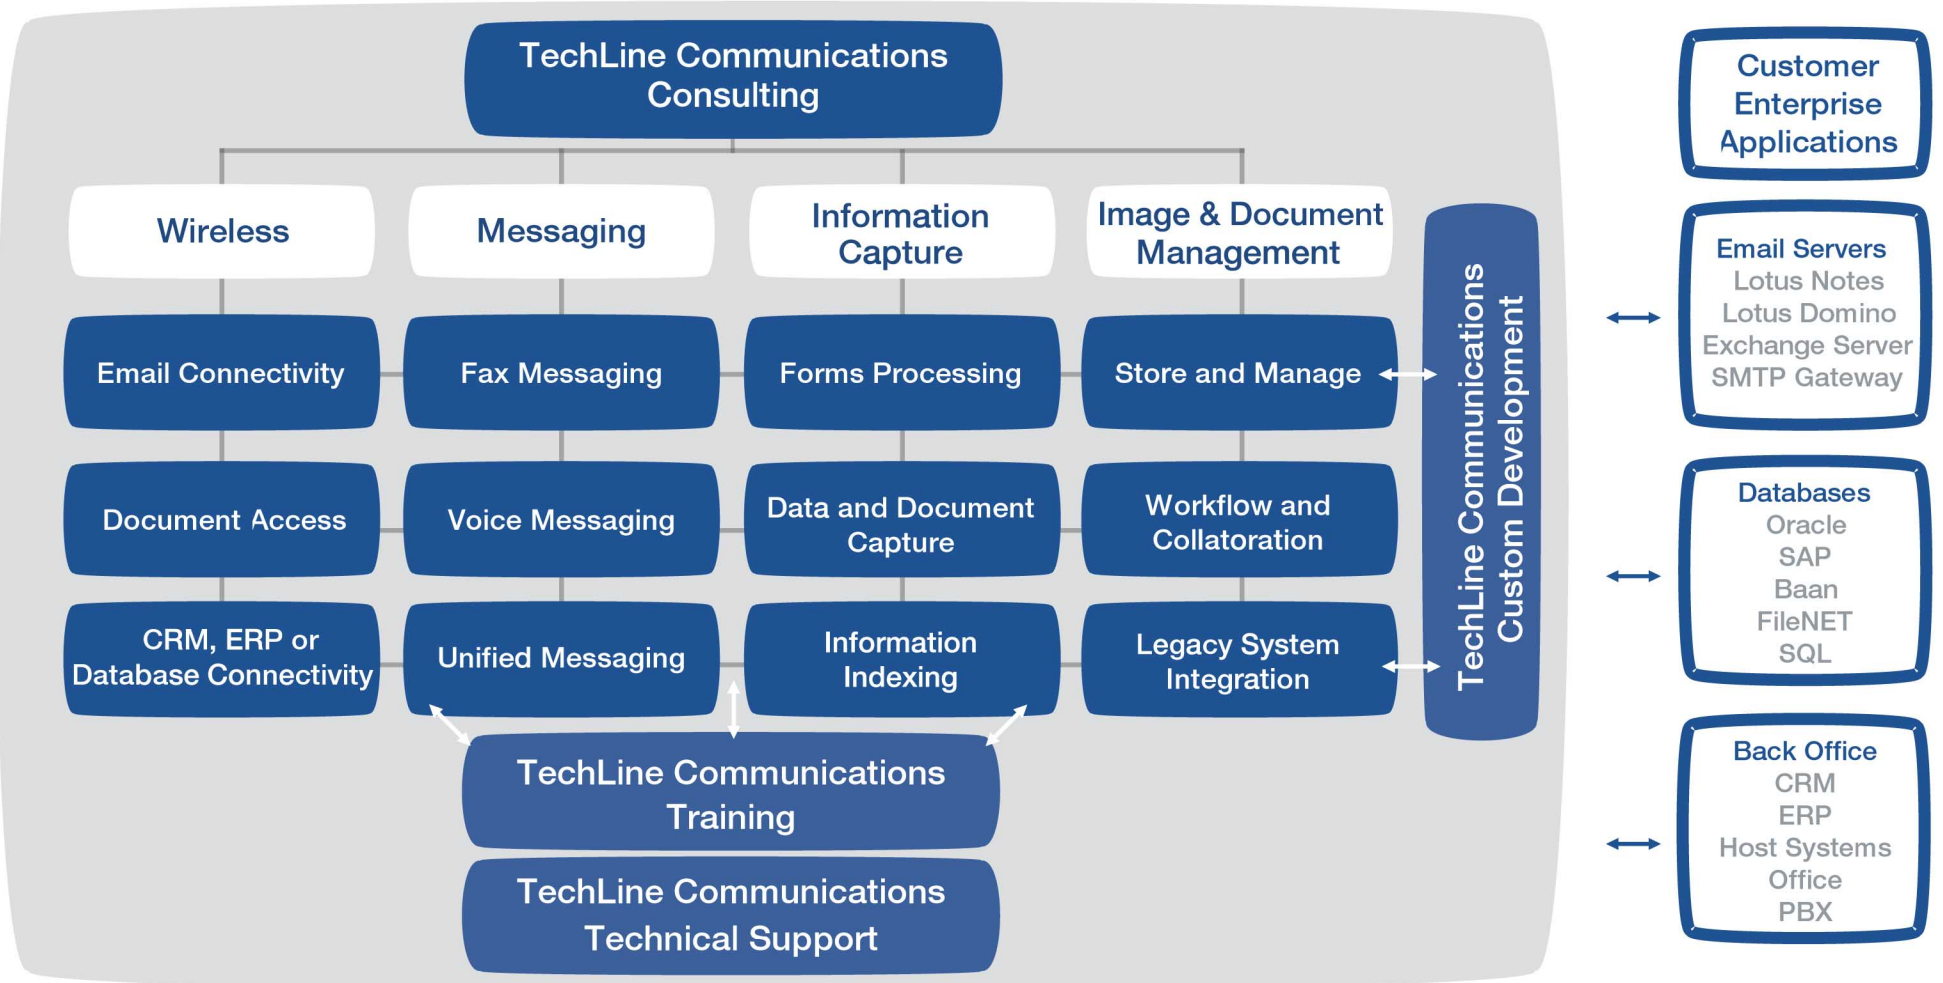 TechLine Communications
Consulting
Wireless
Messaging
Information
Capture
Image & Document
Management
Email Connectivity
Fax Messaging
Forms Processing
Store and Manage
Document Access
Voice Messaging
Data and Document
Capture
Workflow and
Collatoration
CRM, ERP or
Database Connectivity
Unified Messaging
Information
Indexing
Legacy System
Integration
TechLine Communications
Custom Development
TechLine Communications
Training
TechLine Communications
Technical Support
Customer
Enterprise
Applications
Email Servers
Lotus Notes
Lotus Domino
Exchange Server
SMTP Gateway
Databases
Oracle
SAP
Baan
FileNET
SQL
Back Office
CRM
ERP
Host Systems
Office
PBX